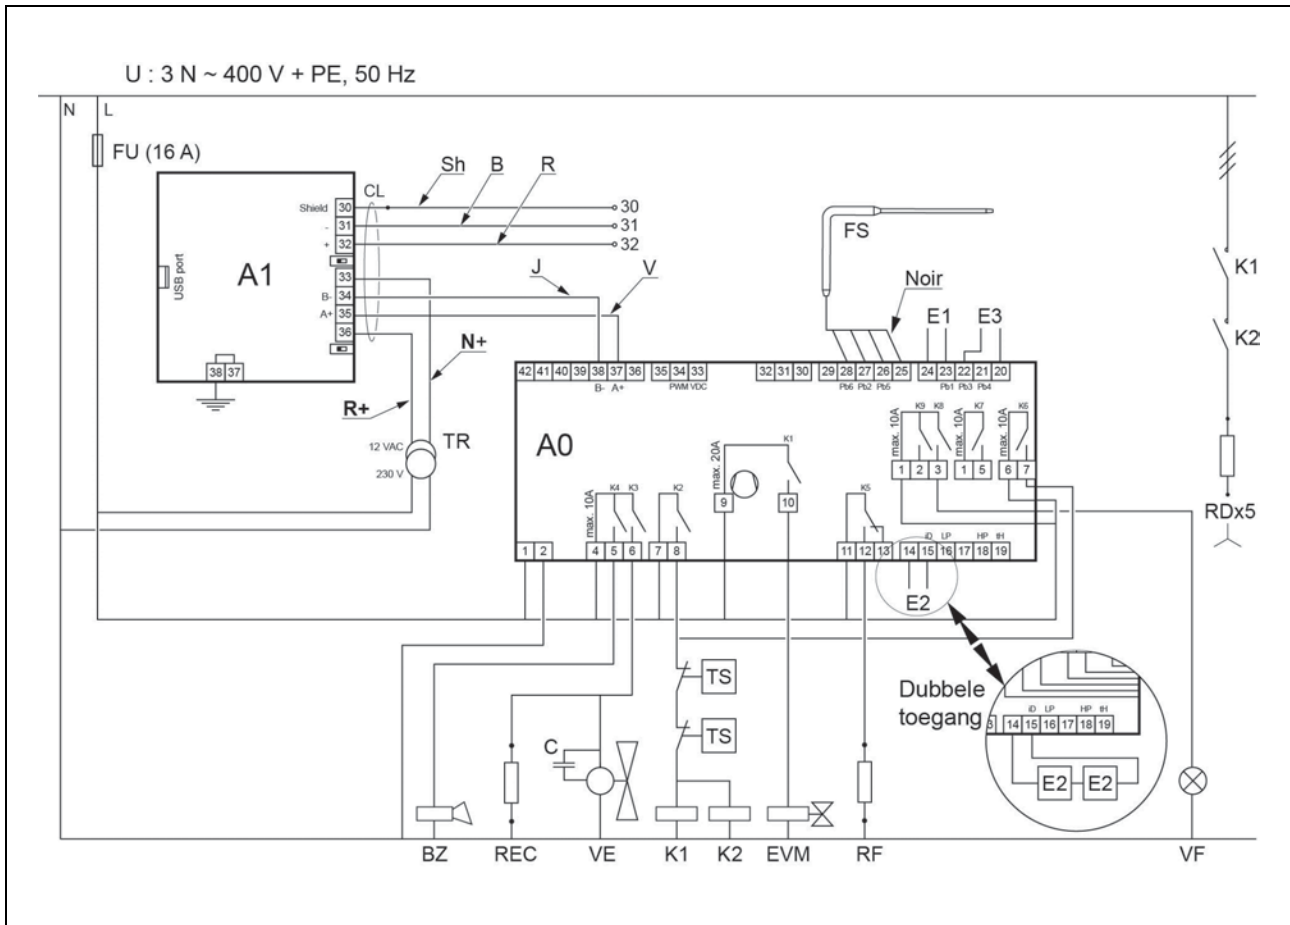 U : 3 N ~ 400 V + PE, 50 Hz
N L
FU (16 A)
Sh B R
CL
Shield 30 30
- 31 31
+ 32 32
A1
USB port
33
B- 34
A+ 35
36
38 37
J V
FS
Noir
E1 E3
K1
K2
N+
R+
12 VAC
230 V
TR
42 41 40 39 38 37 36 35 34 33 32 31 30 29 28 27 26 25 24 23 22 21 20
B- A+ PWM VDC Pb6 Pb2 Pb5 Pb1 Pb3 Pb4
A0
max. 10A K9 K8 max. 10A K7 max. 10A K6
1 2 3 1 5 6 7
max. 20A K1
9 10
max. 10A K4 K3 K2 K5
RDx5
iD LP HP tH
1 2 4 5 6 7 8 11 12 13 14 15 16 17 18 19
E2
TS
TS
C
Dubbele
toegang
iD LP HP tH
3 14 15 16 17 18 19
E2 E2
BZ REC VE K1 K2 EVM RF VF